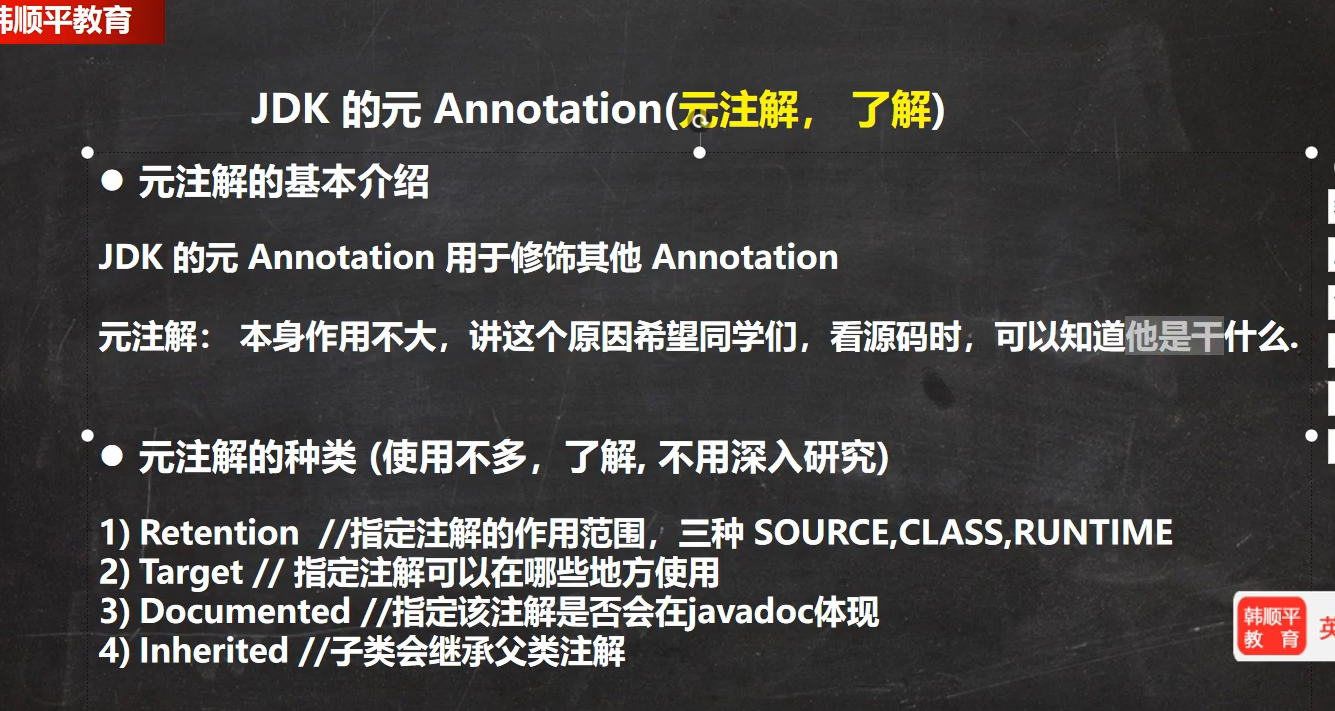 韩顺平教育
JDK 的元 Annotation(元注解， 了解)
● 元注解的基本介绍
JDK 的元 Annotation 用于修饰其他 Annotation
元注解： 本身作用不大，讲这个原因希望同学们，看源码时，可以知道他是干什么.
● 元注解的种类 (使用不多，了解, 不用深入研究)
1) Retention //指定注解的作用范围，三种 SOURCE,CLASS,RUNTIME
2) Target // 指定注解可以在哪些地方使用
3) Documented //指定该注解是否会在javadoc体现
4) Inherited //子类会继承父类注解
韩顺平
教 育
英